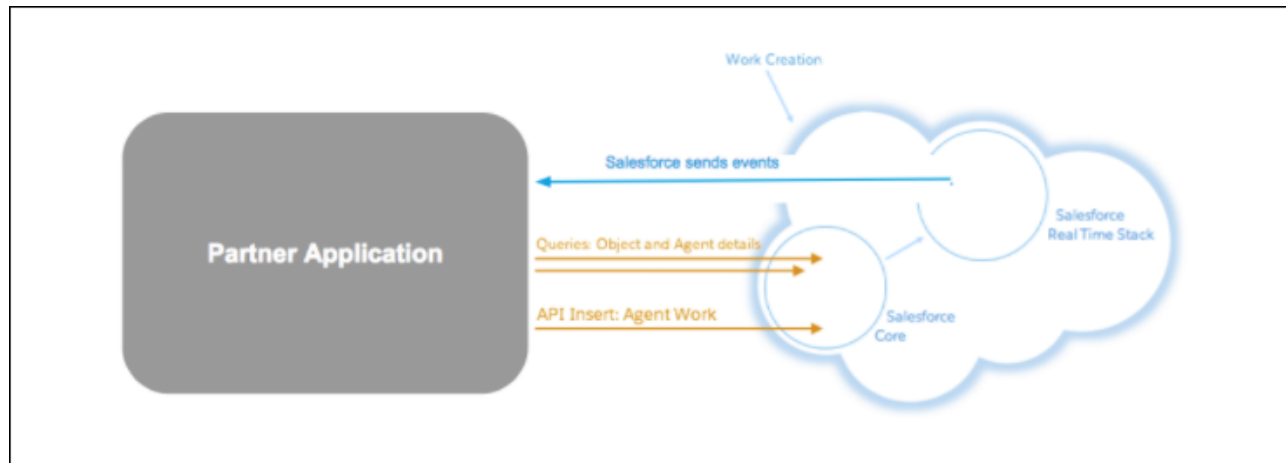 Work Creation
Salesforce sends events
Salesforce
Real Time Stack
Partner Application
Queries: Object and Agent details
API Insert: Agent Work
Salesforce
Core